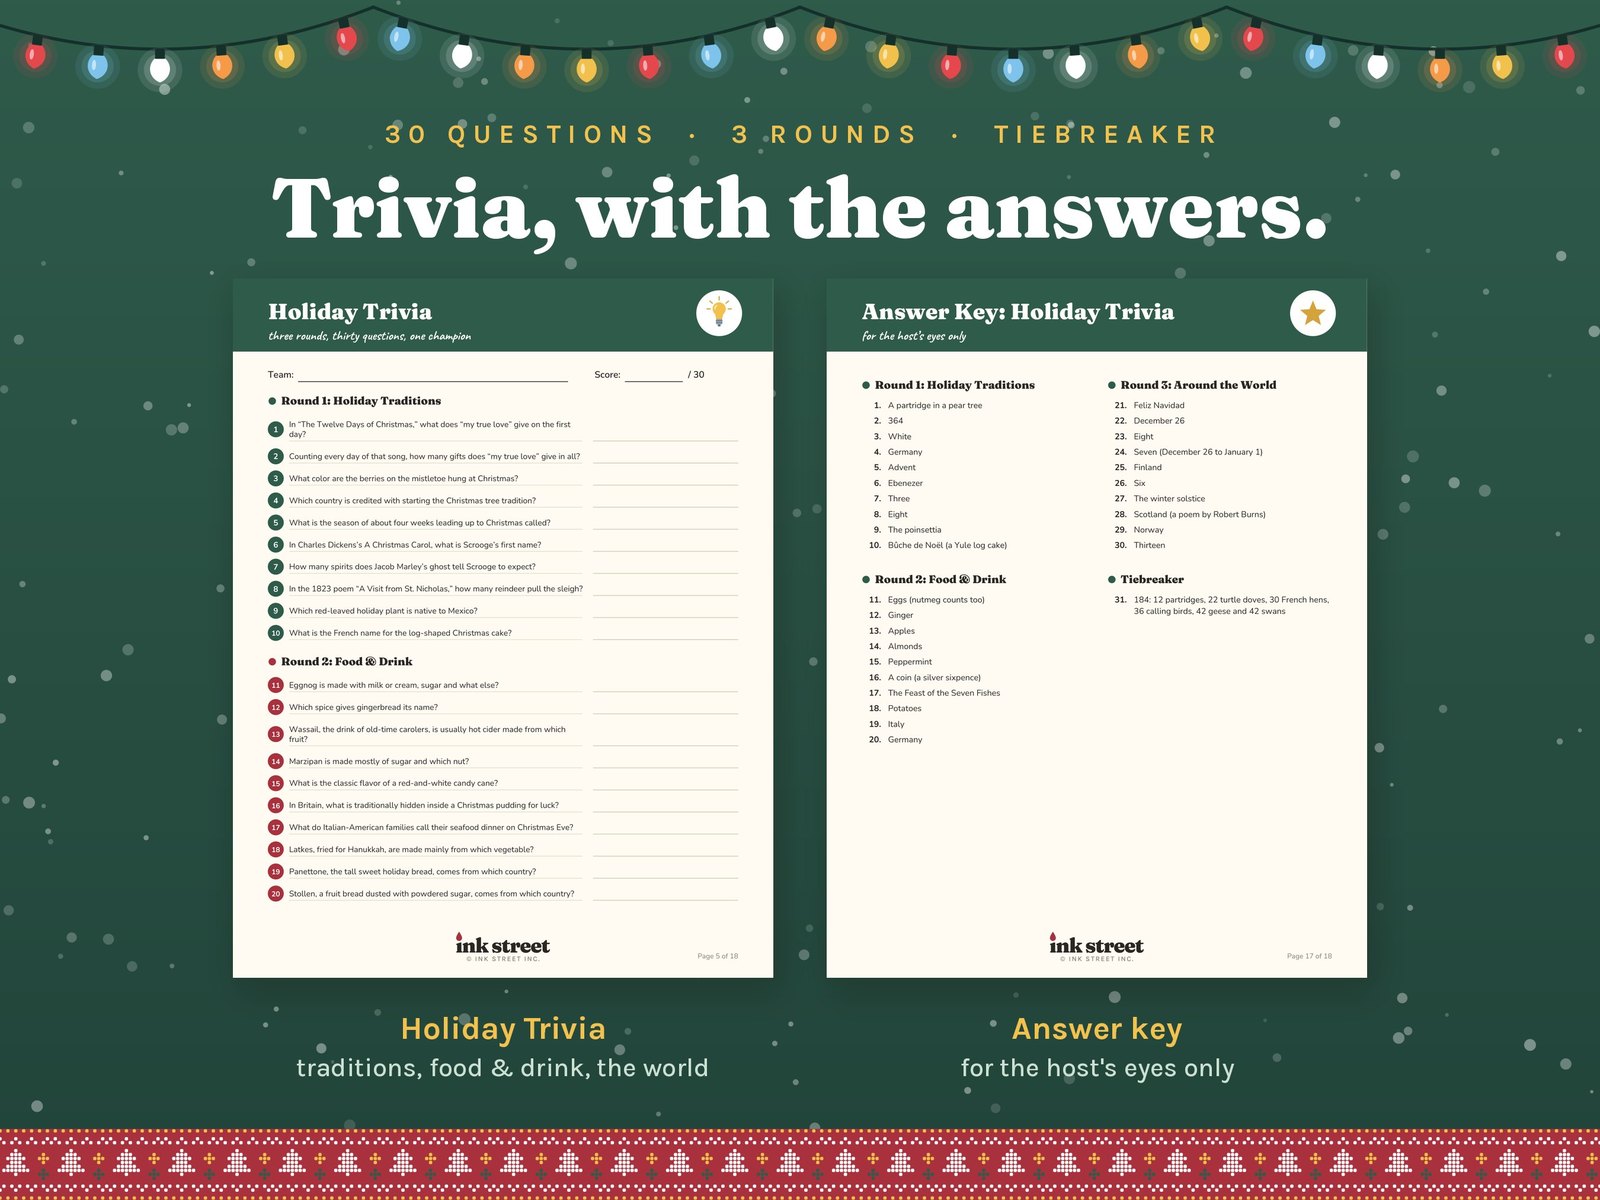 30 QUESTIONS · 3 ROUNDS · TIEBREAKER
Trivia, with the answers.
Holiday Trivia
three rounds, thirty questions, one champion
Team: Score: / 30
Round 1: Holiday Traditions
1 In “The Twelve Days of Christmas,” what does “my true love” give on the first
day?
2 Counting every day of that song, how many gifts does “my true love” give in all?
3 What color are the berries on the mistletoe hung at Christmas?
4 Which country is credited with starting the Christmas tree tradition?
5 What is the season of about four weeks leading up to Christmas called?
6 In Charles Dickens’s A Christmas Carol, what is Scrooge’s first name?
7 How many spirits does Jacob Marley’s ghost tell Scrooge to expect?
8 In the 1823 poem “A Visit from St. Nicholas,” how many reindeer pull the sleigh?
9 Which red-leaved holiday plant is native to Mexico?
10 What is the French name for the log-shaped Christmas cake?
Round 2: Food & Drink
11 Eggnog is made with milk or cream, sugar and what else?
12 Which spice gives gingerbread its name?
13 Wassail, the drink of old-time carolers, is usually hot cider made from which
fruit?
14 Marzipan is made mostly of sugar and which nut?
15 What is the classic flavor of a red-and-white candy cane?
16 In Britain, what is traditionally hidden inside a Christmas pudding for luck?
17 What do Italian-American families call their seafood dinner on Christmas Eve?
18 Latkes, fried for Hanukkah, are made mainly from which vegetable?
19 Panettone, the tall sweet holiday bread, comes from which country?
20 Stollen, a fruit bread dusted with powdered sugar, comes from which country?
ink street
© INK STREET INC.
Page 5 of 18
Answer Key: Holiday Trivia
for the host’s eyes only
Round 1: Holiday Traditions
1. A partridge in a pear tree
2. 364
3. White
4. Germany
5. Advent
6. Ebenezer
7. Three
8. Eight
9. The poinsettia
10. Bûche de Noël (a Yule log cake)
Round 2: Food & Drink
11. Eggs (nutmeg counts too)
12. Ginger
13. Apples
14. Almonds
15. Peppermint
16. A coin (a silver sixpence)
17. The Feast of the Seven Fishes
18. Potatoes
19. Italy
20. Germany
Round 3: Around the World
21. Feliz Navidad
22. December 26
23. Eight
24. Seven (December 26 to January 1)
25. Finland
26. Six
27. The winter solstice
28. Scotland (a poem by Robert Burns)
29. Norway
30. Thirteen
Tiebreaker
31. 184: 12 partridges, 22 turtle doves, 30 French hens,
36 calling birds, 42 geese and 42 swans
ink street
© INK STREET INC.
Page 17 of 18
Holiday Trivia
traditions, food & drink, the world
Answer key
for the host's eyes only